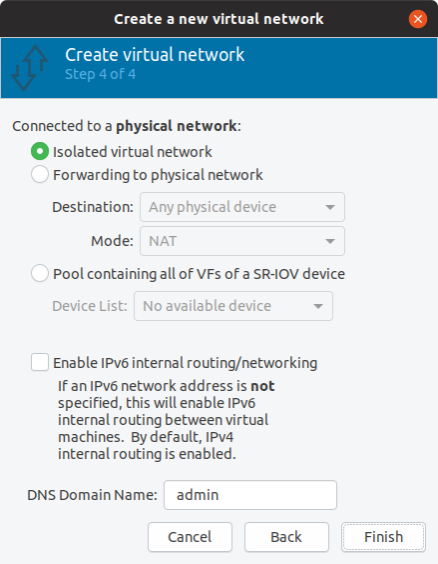 Create a new virtual network
Create virtual network
Step 4 of 4
Connected to a physical network:
Isolated virtual network
Forwarding to physical network
Destination: Any physical device
Mode: NAT
Pool containing all of VFs of a SR-IOV device
Device List: No available device
Enable IPv6 internal routing/networking
If an IPv6 network address is not
specified, this will enable IPv6
internal routing between virtual
machines. By default, IPv4
internal routing is enabled.
DNS Domain Name: admin
Cancel Back Finish